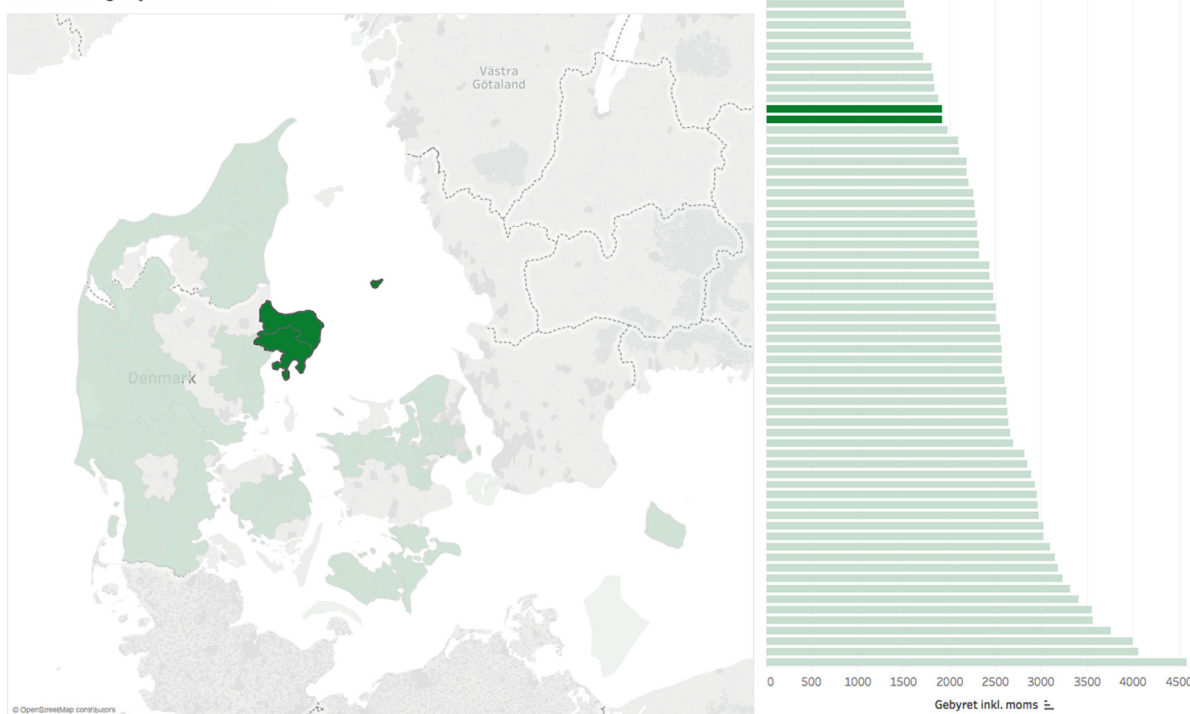 Västra
Götaland
Denmark
© OpenStreetMap contributors
0 500 1000 1500 2000 2500 3000 3500 4000 4500
Gebyret inkl. moms